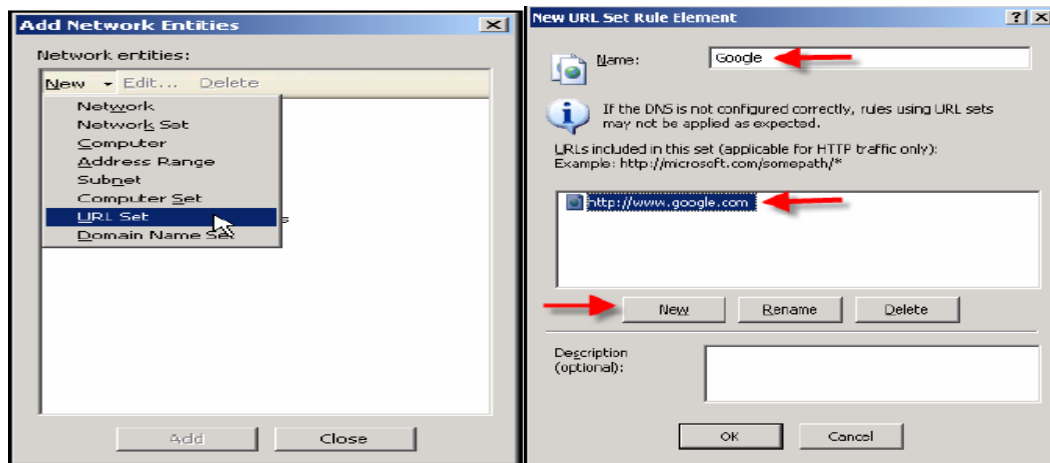 Add Network Entities
Network entities:
New Edit... Delete
Network
Network Set
Computer
Address Range
Subnet
Computer Set
URL Set
Domain Name Set
s
Add Close
New URL Set Rule Element
Name: Google
If the DNS is not configured correctly, rules using URL sets
may not be applied as expected.
URLs included in this set (applicable for HTTP traffic only):
Example: http://microsoft.com/somepath/*
http://www.google.com
New Rename Delete
Description
(optional):
OK Cancel